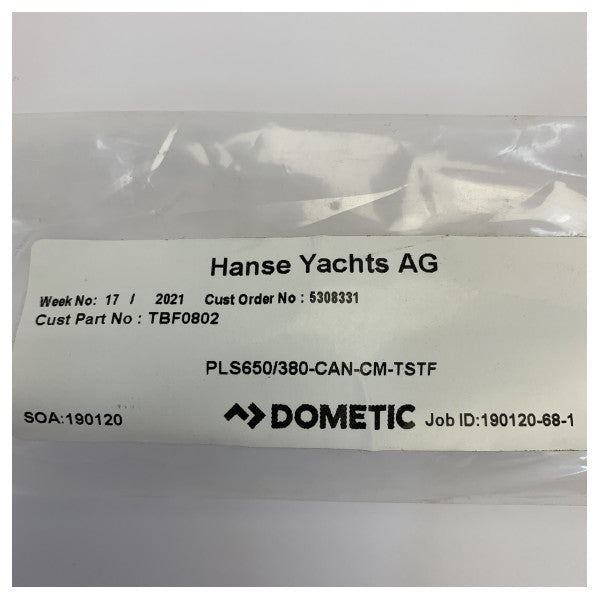 Hanse Yachts AG
Week No: 17 / 2021 Cust Order No : 5308331
Cust Part No : TBF0802
PLS650/380-CAN-CM-TSTF
SOA:190120 DOMETIC Job ID:190120-68-1